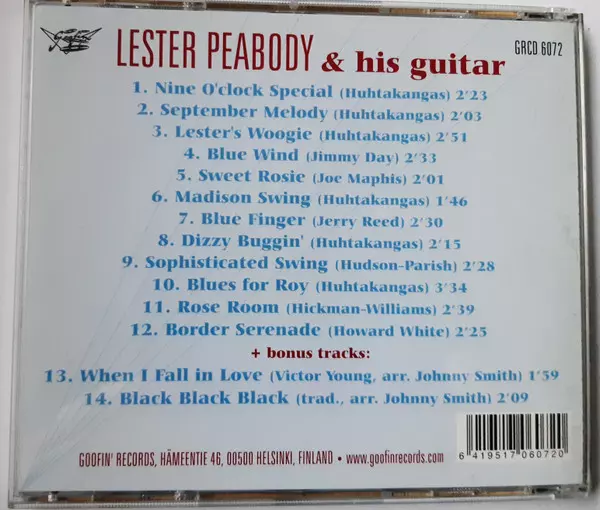 LESTER PEABODY & his guitar
GRCD 6072
1. Nine O'clock Special (Huhtakangas) 2'23
2. September Melody (Huhtakangas) 2'03
3. Lester's Woogie (Huhtakangas) 2'51
4. Blue Wind (Jimmy Day) 2'33
5. Sweet Rosie (Joe Maphis) 2'01
6. Madison Swing (Huhtakangas) 1'46
7. Blue Finger (Jerry Reed) 2'30
8. Dizzy Buggin' (Huhtakangas) 2'15
9. Sophisticated Swing (Hudson-Parish) 2'28
10. Blues for Roy (Huhtakangas) 3'34
11. Rose Room (Hickman-Williams) 2'39
12. Border Serenade (Howard White) 2'25
+ bonus tracks:
13. When I Fall in Love (Victor Young, arr. Johnny Smith) 1'59
14. Black Black Black (trad., arr. Johnny Smith) 2'09
GOOFIN' RECORDS, HÄMEENTIE 46, 00500 HELSINKI, FINLAND • www.goofinrecords.com
6 419517 060720